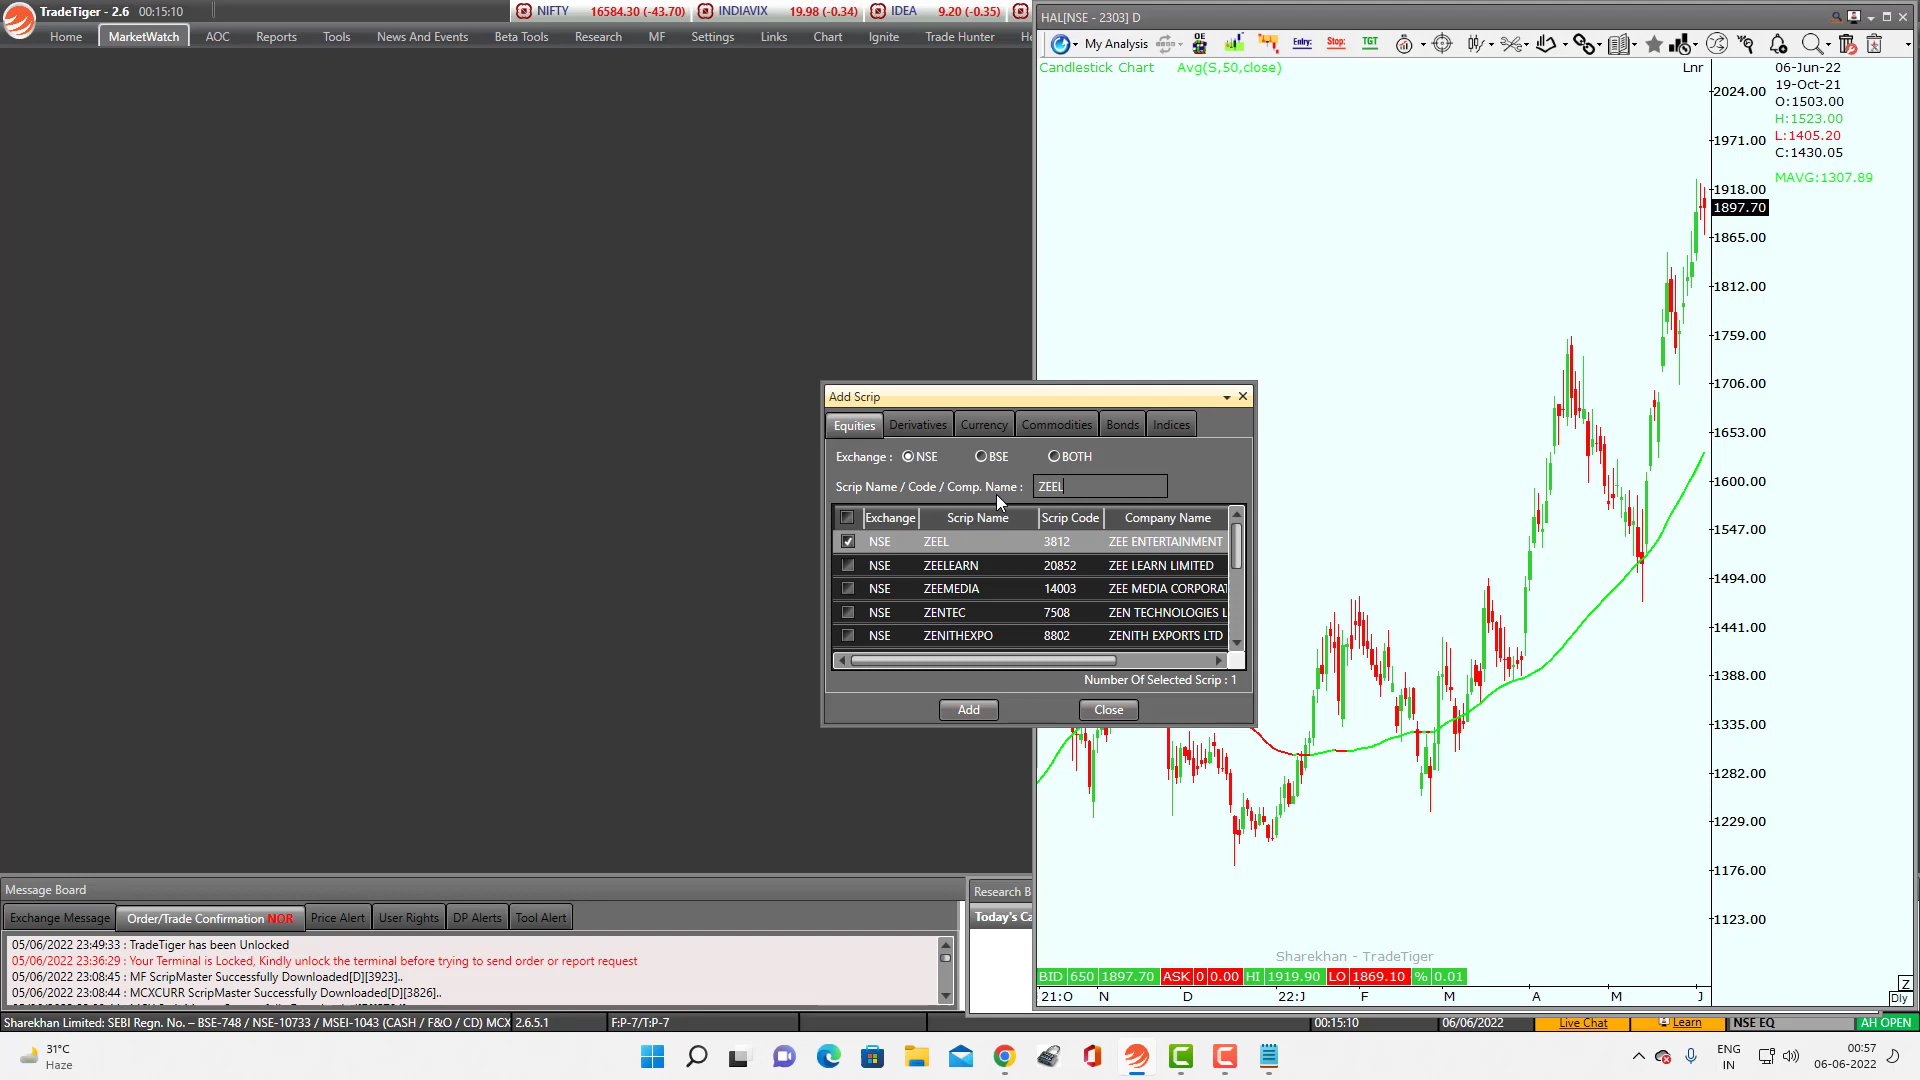 TradeTiger - 2.6 00:15:10
NIFTY 16584.30 (-43.70) INDIAVIX 19.98 (-0.34) IDEA 9.20 (-0.35)
Home MarketWatch AOC Reports Tools News And Events Beta Tools Research MF Settings Links Chart Ignite Trade Hunter
HAL[NSE - 2303] D
My Analysis OE Entry: Stop: TGT
Candlestick Chart Avg(S,50,close) Lnr
06-Jun-22
19-Oct-21
O:1503.00
H:1523.00
L:1405.20
C:1430.05
MAVG:1307.89
2024.00
1971.00
1918.00
1897.70
1865.00
1812.00
1759.00
1706.00
1653.00
1600.00
1547.00
1494.00
1441.00
1388.00
1335.00
1282.00
1229.00
1176.00
1123.00
Add Scrip
Equities Derivatives Currency Commodities Bonds Indices
Exchange : NSE BSE BOTH
Scrip Name / Code / Comp. Name : ZEEL
Exchange Scrip Name Scrip Code Company Name
NSE ZEEL 3812 ZEE ENTERTAINMENT
NSE ZEELEARN 20852 ZEE LEARN LIMITED
NSE ZEEMEDIA 14003 ZEE MEDIA CORPORAT
NSE ZENTEC 7508 ZEN TECHNOLOGIES L
NSE ZENITHEXPO 8802 ZENITH EXPORTS LTD
Number Of Selected Scrip : 1
Add Close
Sharekhan - TradeTiger
BID 650 1897.70 ASK 0 0.00 HI 1919.90 LO 1869.10 % 0.01
21:O N D 22:J F M A M J
Z
Dly
Message Board
Exchange Message Order/Trade Confirmation NOR Price Alert User Rights DP Alerts Tool Alert
05/06/2022 23:49:33 : TradeTiger has been Unlocked
05/06/2022 23:36:29 : Your Terminal is Locked, Kindly unlock the terminal before trying to send order or report request
05/06/2022 23:08:45 : MF ScripMaster Successfully Downloaded[D][3923]..
05/06/2022 23:08:44 : MCXCURR ScripMaster Successfully Downloaded[D][3826]..
Research B
Today's Ca
Sharekhan Limited: SEBI Regn. No. – BSE-748 / NSE-10733 / MSEI-1043 (CASH / F&O / CD) MCX 2.6.5.1 F:P-7/T:P-7 00:15:10 06/06/2022 Live Chat Learn NSE EQ AH OPEN
31°C
Haze
ENG
IN
00:57
06-06-2022